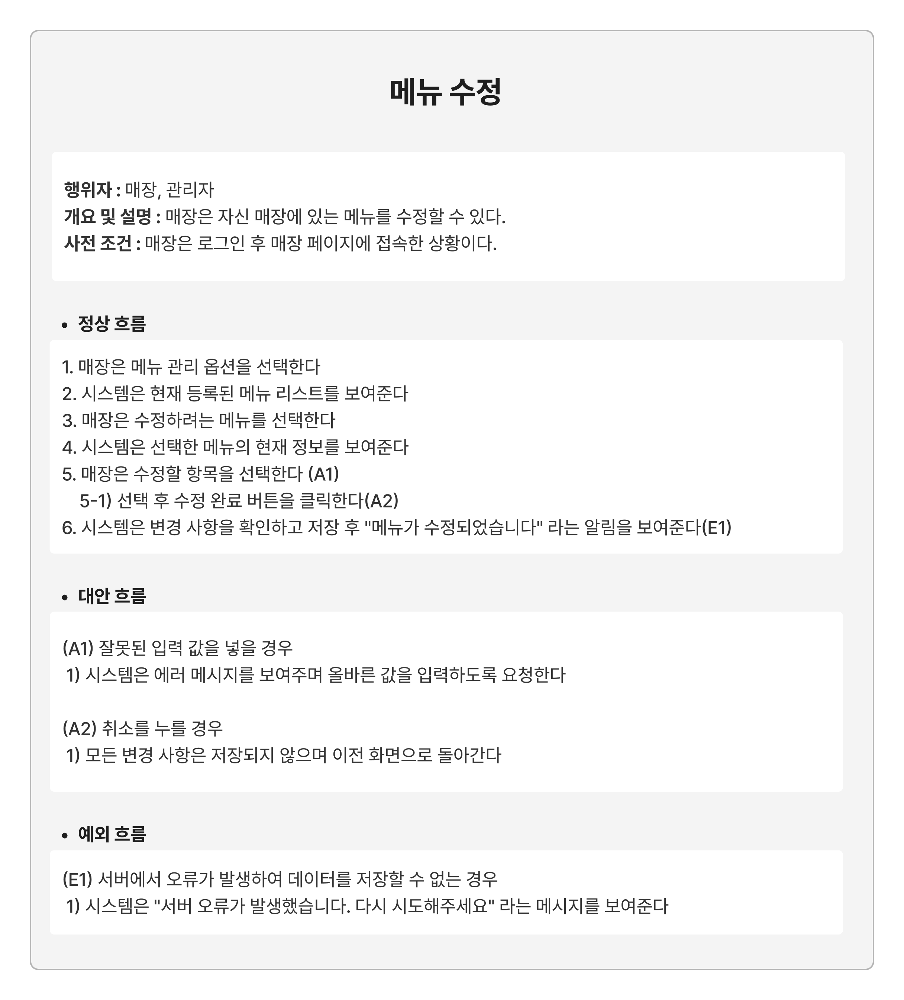 메뉴 수정
행위자 : 매장, 관리자
개요 및 설명 : 매장은 자신 매장에 있는 메뉴를 수정할 수 있다.
사전 조건 : 매장은 로그인 후 매장 페이지에 접속한 상황이다.
• 정상 흐름
1. 매장은 메뉴 관리 옵션을 선택한다
2. 시스템은 현재 등록된 메뉴 리스트를 보여준다
3. 매장은 수정하려는 메뉴를 선택한다
4. 시스템은 선택한 메뉴의 현재 정보를 보여준다
5. 매장은 수정할 항목을 선택한다 (A1)
5-1) 선택 후 수정 완료 버튼을 클릭한다(A2)
6. 시스템은 변경 사항을 확인하고 저장 후 "메뉴가 수정되었습니다" 라는 알림을 보여준다(E1)
• 대안 흐름
(A1) 잘못된 입력 값을 넣을 경우
1) 시스템은 에러 메시지를 보여주며 올바른 값을 입력하도록 요청한다
(A2) 취소를 누를 경우
1) 모든 변경 사항은 저장되지 않으며 이전 화면으로 돌아간다
• 예외 흐름
(E1) 서버에서 오류가 발생하여 데이터를 저장할 수 없는 경우
1) 시스템은 "서버 오류가 발생했습니다. 다시 시도해주세요" 라는 메시지를 보여준다